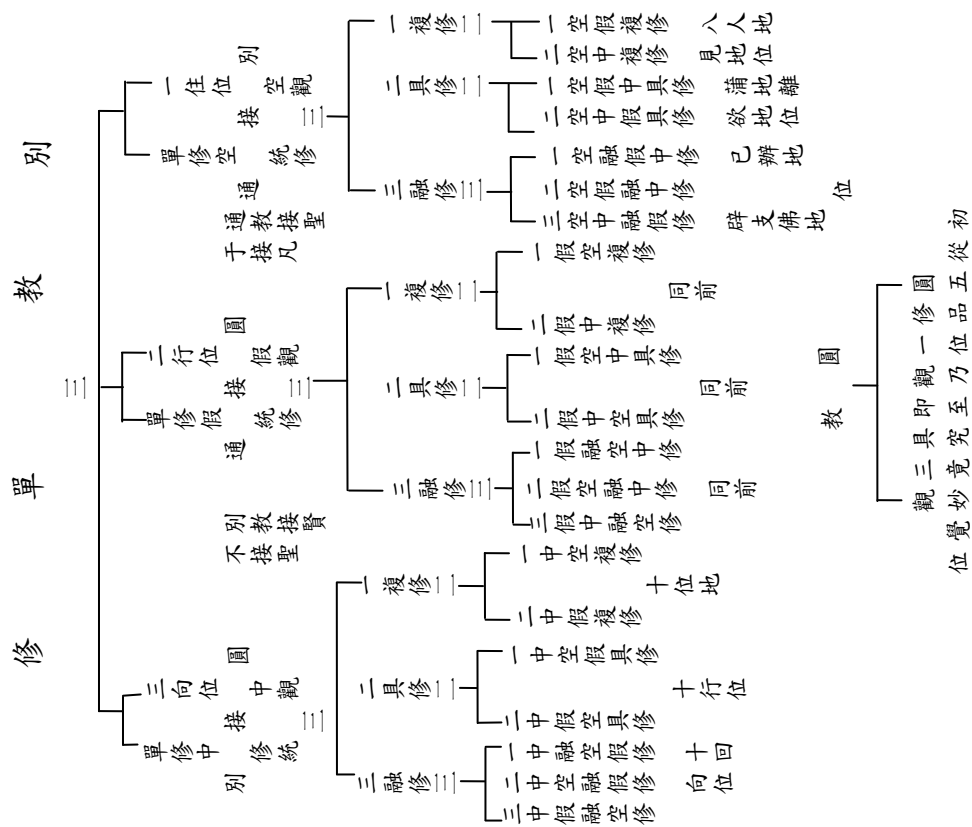 別教單修
三
一住位 空觀
單修空 統修
別接通
通教接聖
于接凡
三
一複修二
一空假複修
二空中複修
八人地
見地位
二具修二
一空假中具修
二空中假具修
蒲地離
欲地位
三融修三
一空融假中修
二空假融中修
三空中融假修
已辦地
位
辟支佛地
二行位 假觀
單修假 統修
圓接通
別教接賢
不接聖
三
一複修二
一假空複修
二假中複修
同前
二具修二
一假空中具修
二假中空具修
同前
三融修三
一假融空中修
二假空融中修
三假中融空修
同前
三向位 中觀
單修中 修統
圓接別
三
一複修二
一中空複修
二中假複修
十位地
二具修二
一中空假具修
二中假空具修
十行位
三融修三
一中融空假修
二中空融假修
三中假融空修
十回
向位
圓教
圓修一觀即具三觀
初從五品位乃至究竟妙覺位